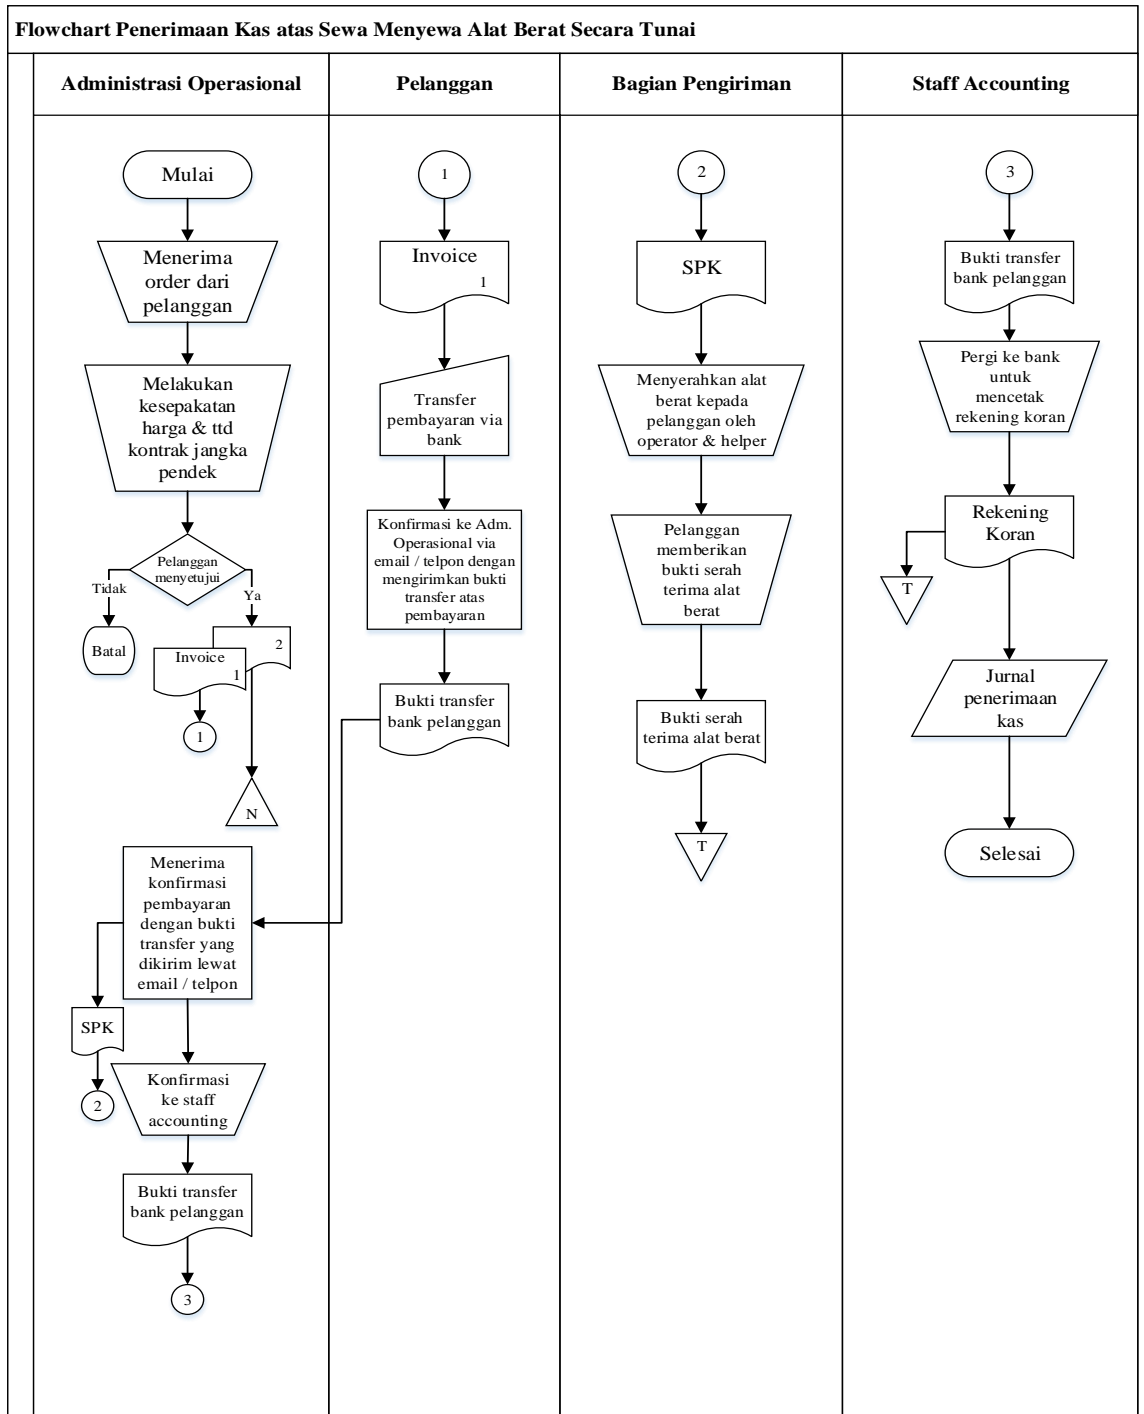 Flowchart Penerimaan Kas atas Sewa Menyewa Alat Berat Secara Tunai
Administrasi Operasional
Pelanggan
Bagian Pengiriman
Staff Accounting
Mulai
Menerima
order dari
pelanggan
Melakukan
kesepakatan
harga & ttd
kontrak jangka
pendek
Pelanggan
menyetujui
Tidak
Ya
Batal
2
Invoice
1
1
N
Menerima
konfirmasi
pembayaran
dengan bukti
transfer yang
dikirim lewat
email / telpon
SPK
2
Konfirmasi
ke staff
accounting
Bukti transfer
bank pelanggan
3
1
Invoice
1
Transfer
pembayaran via
bank
Konfirmasi ke Adm.
Operasional via
email / telpon dengan
mengirimkan bukti
transfer atas
pembayaran
Bukti transfer
bank pelanggan
2
SPK
Menyerahkan alat
berat kepada
pelanggan oleh
operator & helper
Pelanggan
memberikan
bukti serah
terima alat
berat
Bukti serah
terima alat berat
T
3
Bukti transfer
bank pelanggan
Pergi ke bank
untuk
mencetak
rekening koran
Rekening
Koran
T
Jurnal
penerimaan
kas
Selesai